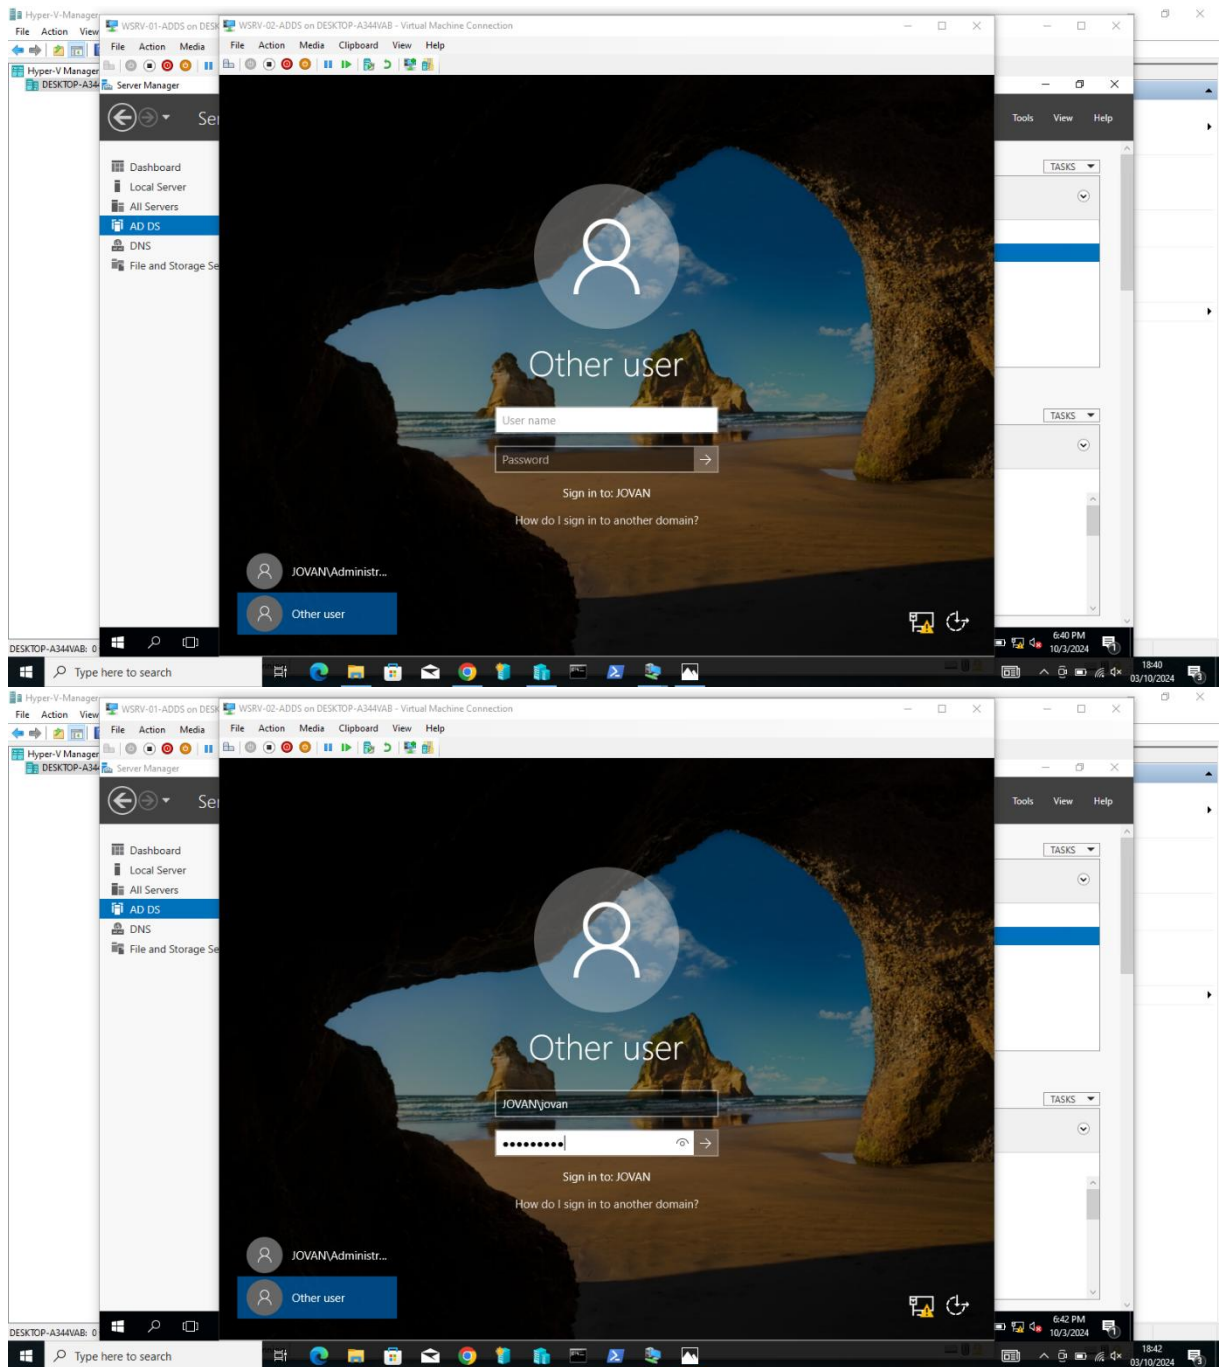 Hyper-V-Manager
WSRV-01-ADDS on DESK
WSRV-02-ADDS on DESKTOP-A344VAB - Virtual Machine Connection
File Action View
File Action Media
File Action Media Clipboard View Help
Hyper-V Manager
DESKTOP-A34
Server Manager
Ser
Tools View Help
Dashboard
Local Server
All Servers
AD DS
DNS
File and Storage Se
TASKS
TASKS
Other user
User name
Password
Sign in to: JOVAN
How do I sign in to another domain?
JOVAN\Administr...
Other user
6:40 PM
10/3/2024
1
DESKTOP-A344VAB: 0
Type here to search
18:40
03/10/2024
3
Hyper-V-Manager
WSRV-01-ADDS on DESK
WSRV-02-ADDS on DESKTOP-A344VAB - Virtual Machine Connection
File Action View
File Action Media
File Action Media Clipboard View Help
Hyper-V Manager
DESKTOP-A34
Server Manager
Ser
Tools View Help
Dashboard
Local Server
All Servers
AD DS
DNS
File and Storage Se
TASKS
TASKS
Other user
JOVAN\jovan
Sign in to: JOVAN
How do I sign in to another domain?
JOVAN\Administr...
Other user
6:42 PM
10/3/2024
1
DESKTOP-A344VAB: 0
Type here to search
18:42
03/10/2024
3